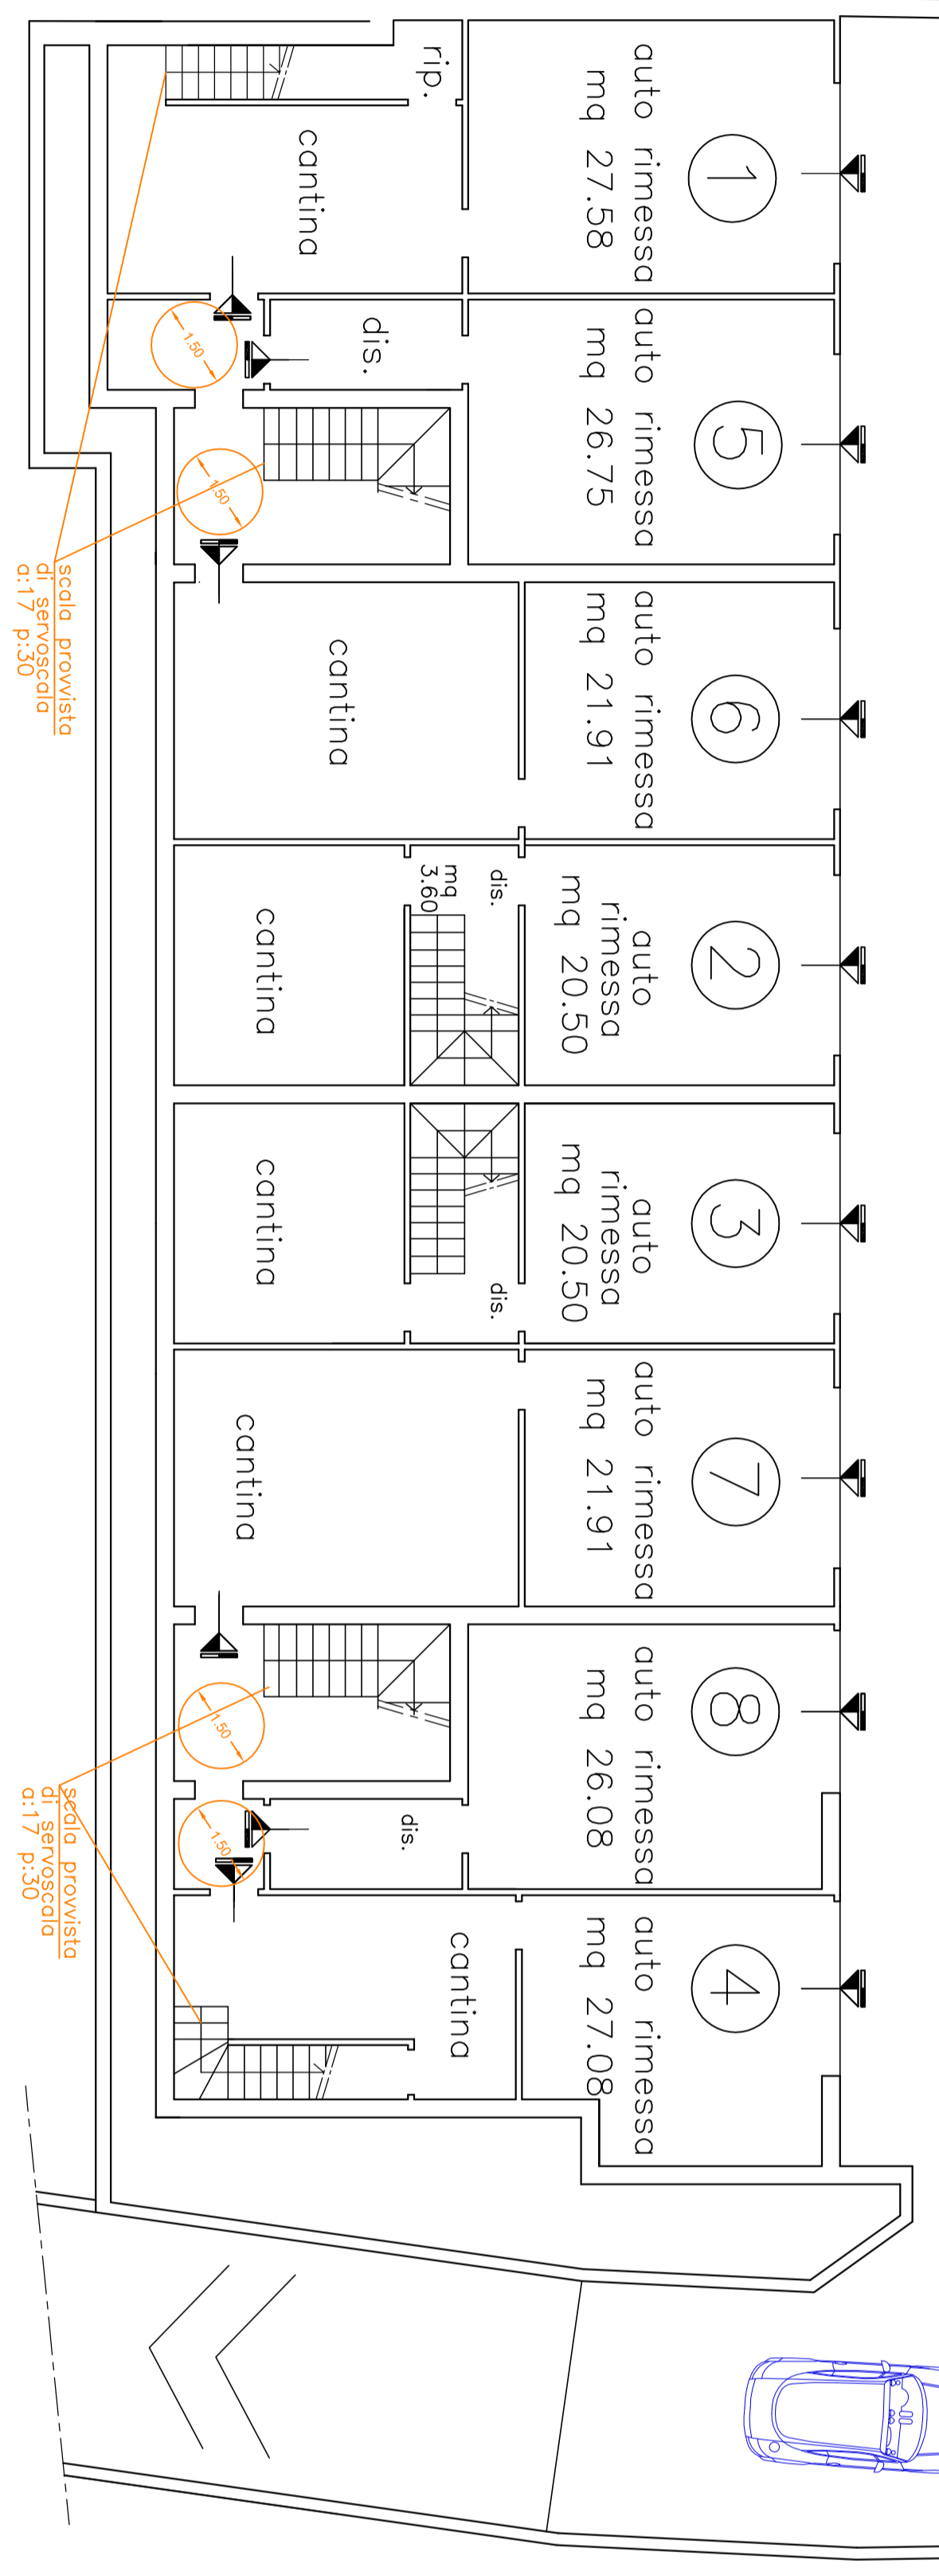 rip.
cantina
auto rimessa
mq 27.58
1
1.50
dis.
auto rimessa
mq 26.75
5
1.50
scala provvista
di servoscala
a:17 p:30
cantina
auto rimessa
mq 21.91
6
cantina
mq
3.60
dis.
auto
rimessa
mq 20.50
2
cantina
dis.
auto
rimessa
mq 20.50
3
cantina
auto rimessa
mq 21.91
7
1.50
auto rimessa
mq 26.08
8
1.50
dis.
scala provvista
di servoscala
a:17 p:30
cantina
auto rimessa
mq 27.08
4